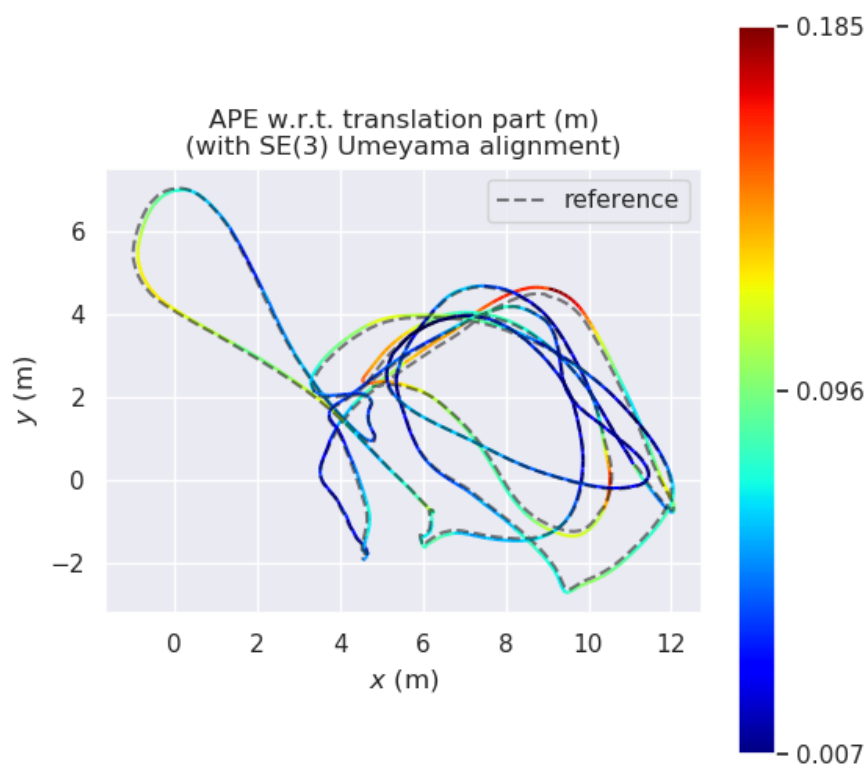 APE w.r.t. translation part (m)
(with SE(3) Umeyama alignment)
reference
6
4
2
0
−2
y (m)
0 2 4 6 8 10 12
x (m)
0.185
0.096
0.007